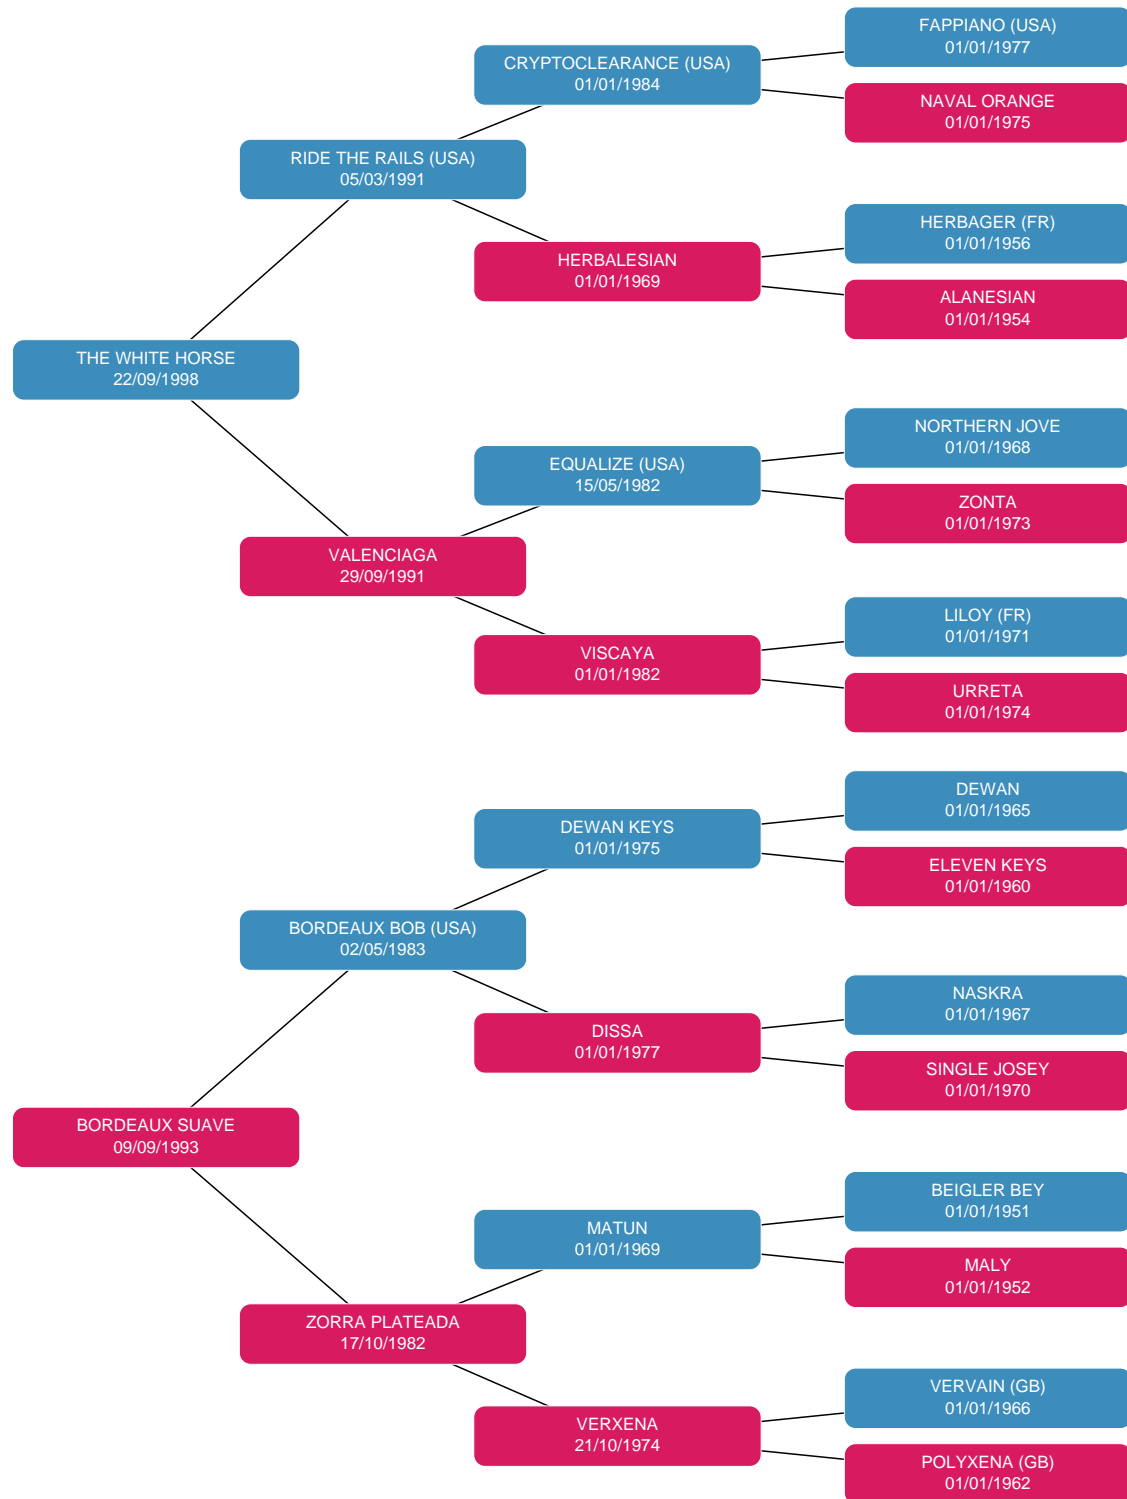 FAPPIANO (USA)
01/01/1977
CRYPTOCLEARANCE (USA)
01/01/1984
NAVAL ORANGE
01/01/1975
RIDE THE RAILS (USA)
05/03/1991
HERBAGER (FR)
01/01/1956
HERBALESIAN
01/01/1969
ALANESIAN
01/01/1954
THE WHITE HORSE
22/09/1998
NORTHERN JOVE
01/01/1968
EQUALIZE (USA)
15/05/1982
ZONTA
01/01/1973
VALENCIAGA
29/09/1991
LILOY (FR)
01/01/1971
VISCAYA
01/01/1982
URRETA
01/01/1974
DEWAN
01/01/1965
DEWAN KEYS
01/01/1975
ELEVEN KEYS
01/01/1960
BORDEAUX BOB (USA)
02/05/1983
NASKRA
01/01/1967
DISSA
01/01/1977
SINGLE JOSEY
01/01/1970
BORDEAUX SUAVE
09/09/1993
BEIGLER BEY
01/01/1951
MATUN
01/01/1969
MALY
01/01/1952
ZORRA PLATEADA
17/10/1982
VERVAIN (GB)
01/01/1966
VERXENA
21/10/1974
POLYXENA (GB)
01/01/1962